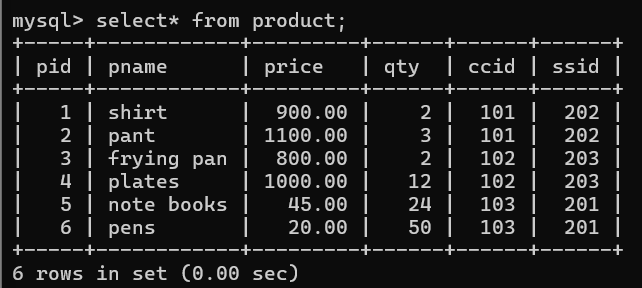 mysql> select* from product;
+-----+------------+---------+------+------+------+
| pid | pname      | price   | qty  | ccid | ssid |
+-----+------------+---------+------+------+------+
|   1 | shirt      |  900.00 |    2 |  101 |  202 |
|   2 | pant       | 1100.00 |    3 |  101 |  202 |
|   3 | frying pan |  800.00 |    2 |  102 |  203 |
|   4 | plates     | 1000.00 |   12 |  102 |  203 |
|   5 | note books |   45.00 |   24 |  103 |  201 |
|   6 | pens       |   20.00 |   50 |  103 |  201 |
+-----+------------+---------+------+------+------+
6 rows in set (0.00 sec)